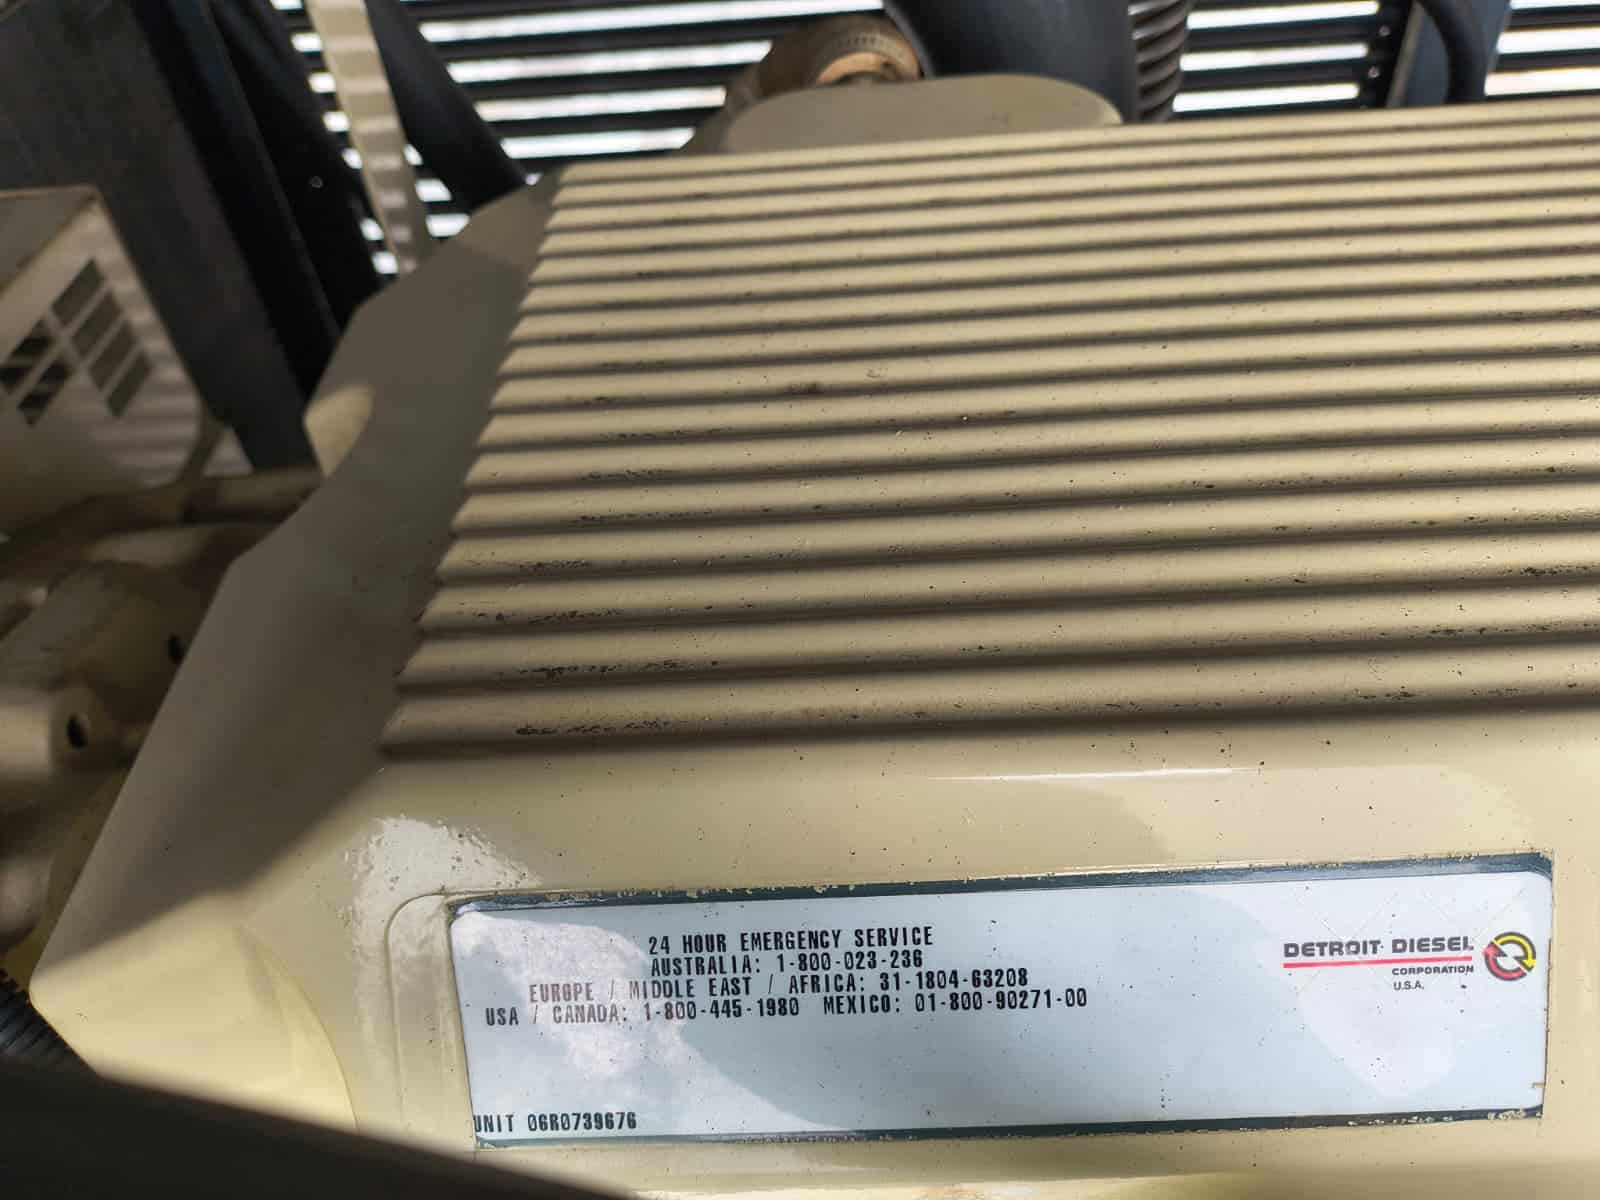 24 HOUR EMERGENCY SERVICE
AUSTRALIA: 1-800-023-236
EUROPE / MIDDLE EAST / AFRICA: 31-1804-63208
USA / CANADA: 1-800-445-1980 MEXICO: 01-800-90271-00
DETROIT DIESEL
CORPORATION
U.S.A.
UNIT 06R0739676